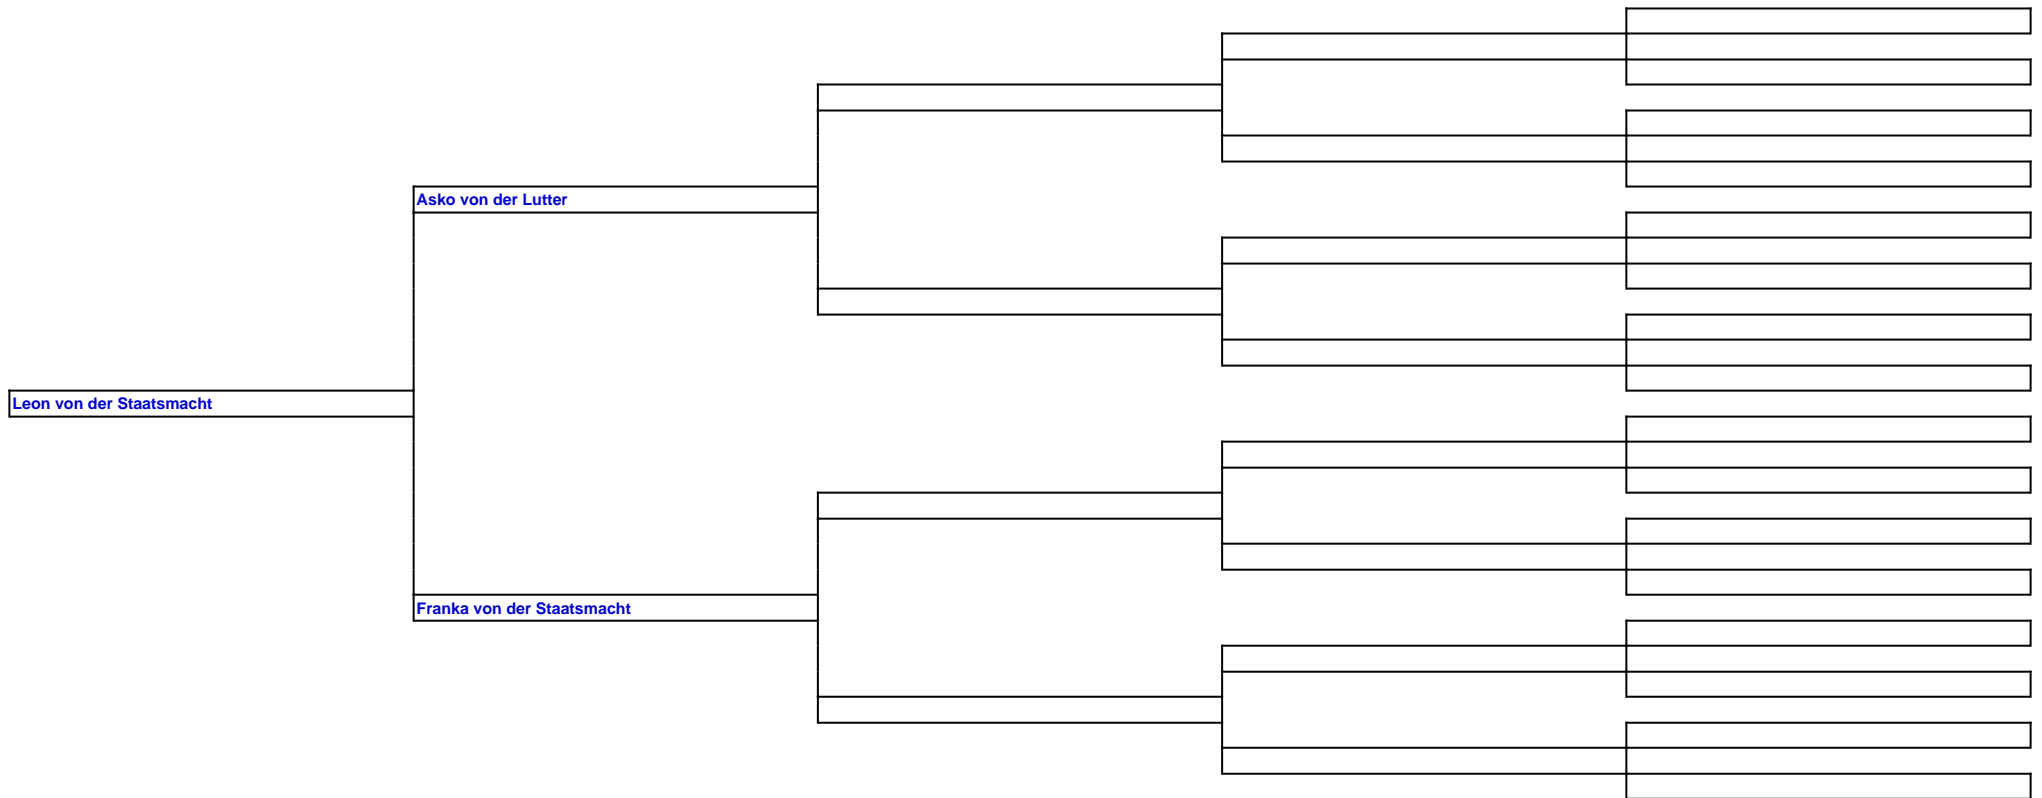 Asko von der Lutter
Leon von der Staatsmacht
Franka von der Staatsmacht